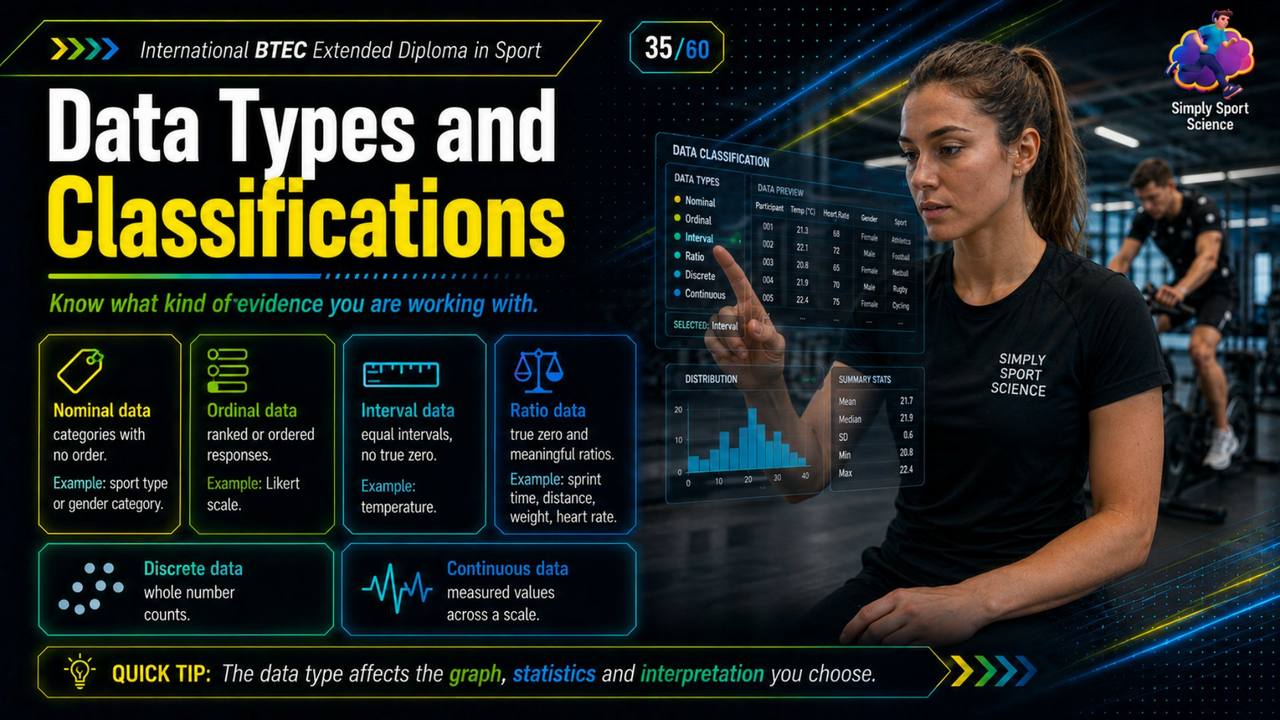 International BTEC Extended Diploma in Sport
35/60
Simply Sport
Science
Data Types and
Classifications
Know what kind of evidence you are working with.
Nominal data
categories with
no order.
Example: sport type
or gender category.
Ordinal data
ranked or ordered
responses.
Example: Likert
scale.
Interval data
equal intervals,
no true zero.
Example:
temperature.
Ratio data
true zero and
meaningful ratios.
Example: sprint
time, distance,
weight, heart rate.
Discrete data
whole number
counts.
Continuous data
measured values
across a scale.
QUICK TIP: The data type affects the graph, statistics and interpretation you choose.
DATA CLASSIFICATION
DATA TYPES
Nominal
Ordinal
Interval
Ratio
Discrete
Continuous
SELECTED: Interval
DATA PREVIEW
Participant Temp (°C) Heart Rate Gender Sport
001 21.3 68 Female Athletics
002 22.1 72 Male Football
003 20.8 65 Female Netball
004 21.9 70 Male Rugby
005 22.4 75 Female Cycling
... ... ... ... ...
DISTRIBUTION
20
10
0
0 10 20 30 40
SUMMARY STATS
Mean 21.7
Median 21.9
SD 0.6
Min 20.8
Max 22.4
SIMPLY
SPORT
SCIENCE